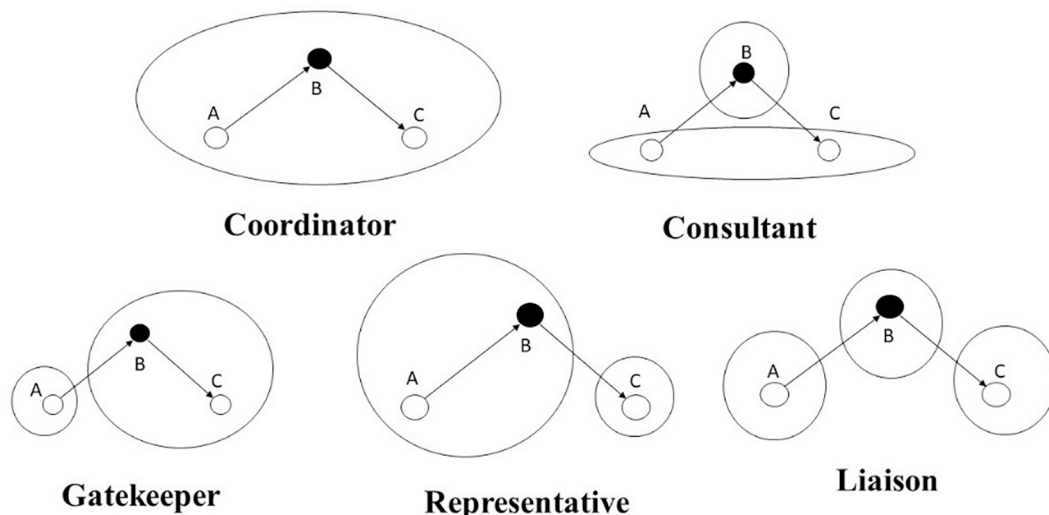 A
B
C
Coordinator
B
A
C
Consultant
A
B
C
Gatekeeper
A
B
C
Representative
A
B
C
Liaison